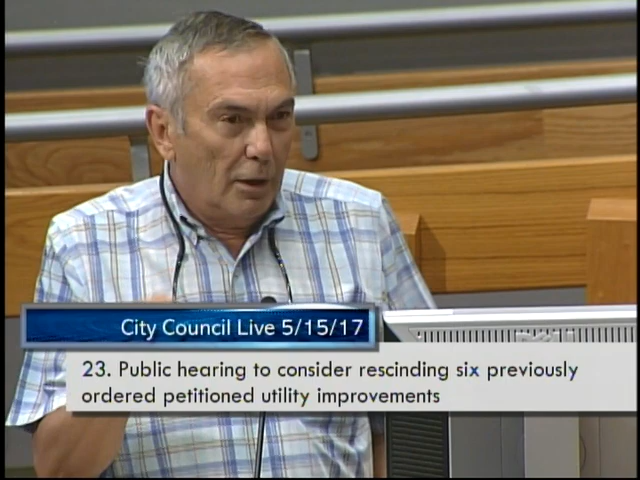 City Council Live 5/15/17
23. Public hearing to consider rescinding six previously
ordered petitioned utility improvements